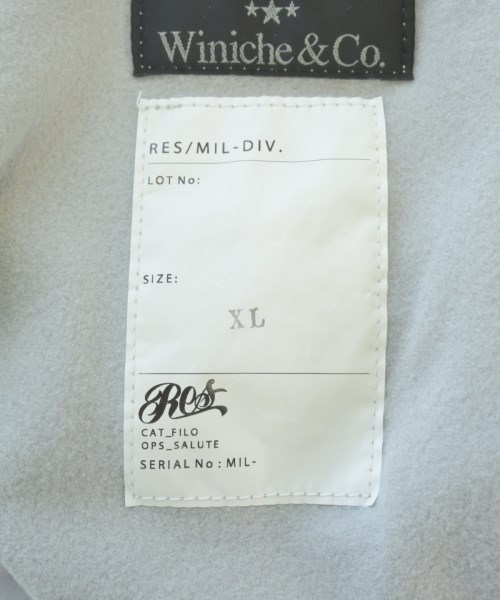 Winiche & Co.
RES/MIL-DIV.
LOT No:
SIZE:
XL
Res
CAT_FILO
OPS_SALUTE
SERIAL No : MIL-